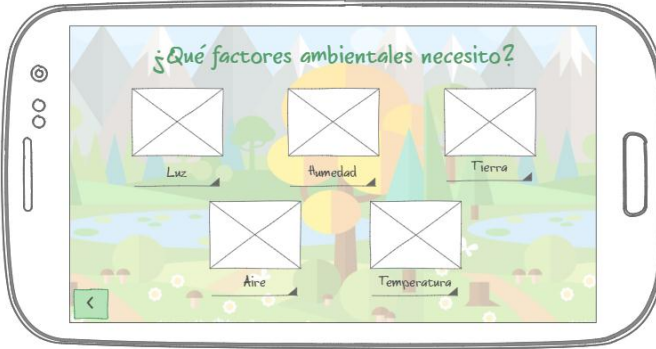 ¿Qué factores ambientales necesito?
Luz
Humedad
Tierra
Aire
Temperatura
<